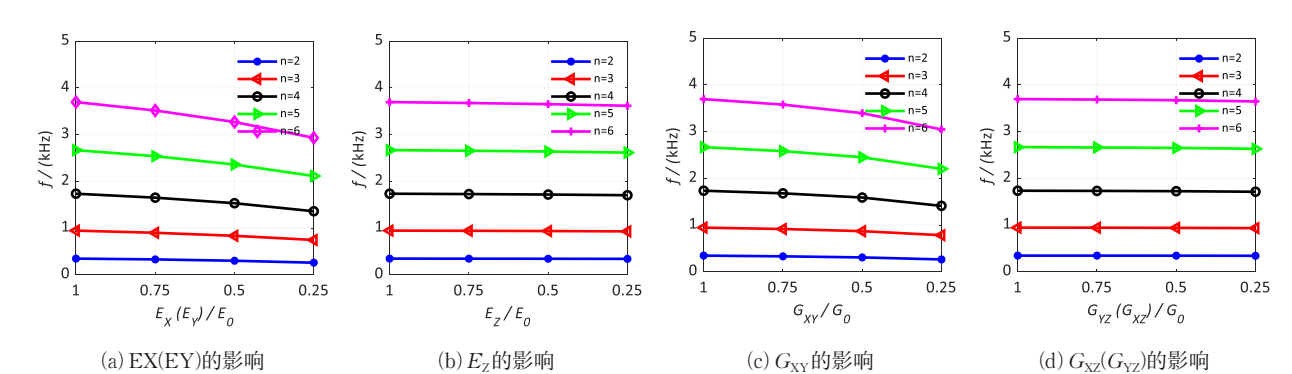 5
4
3
2
1
0
f / (kHz)
n=2
n=3
n=4
n=5
n=6
1 0.75 0.5 0.25
E_X (E_Y) / E_0
(a) EX(EY)的影响
5
4
3
2
1
0
f / (kHz)
n=2
n=3
n=4
n=5
n=6
1 0.75 0.5 0.25
E_Z / E_0
(b) E_Z的影响
5
4
3
2
1
0
f / (kHz)
n=2
n=3
n=4
n=5
n=6
1 0.75 0.5 0.25
G_XY / G_0
(c) G_XY的影响
5
4
3
2
1
0
f / (kHz)
n=2
n=3
n=4
n=5
n=6
1 0.75 0.5 0.25
G_YZ (G_XZ) / G_0
(d) G_XZ(G_YZ)的影响